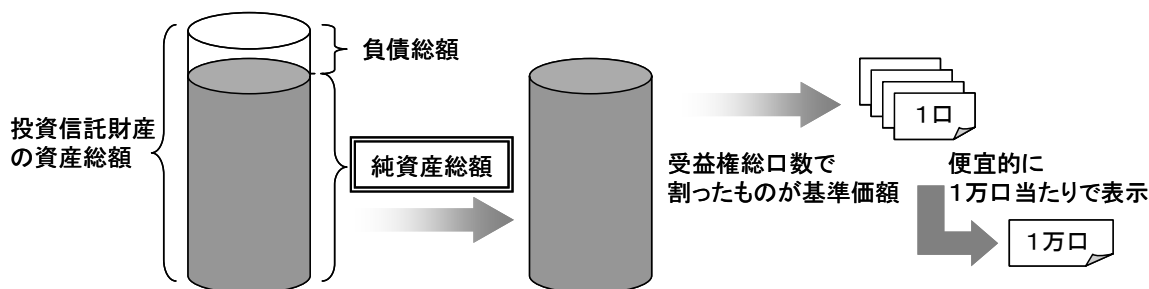 負債総額
投資信託財産
の資産総額
純資産総額
受益権総口数で
割ったものが基準価額
1口
便宜的に
1万口当たりで表示
1万口